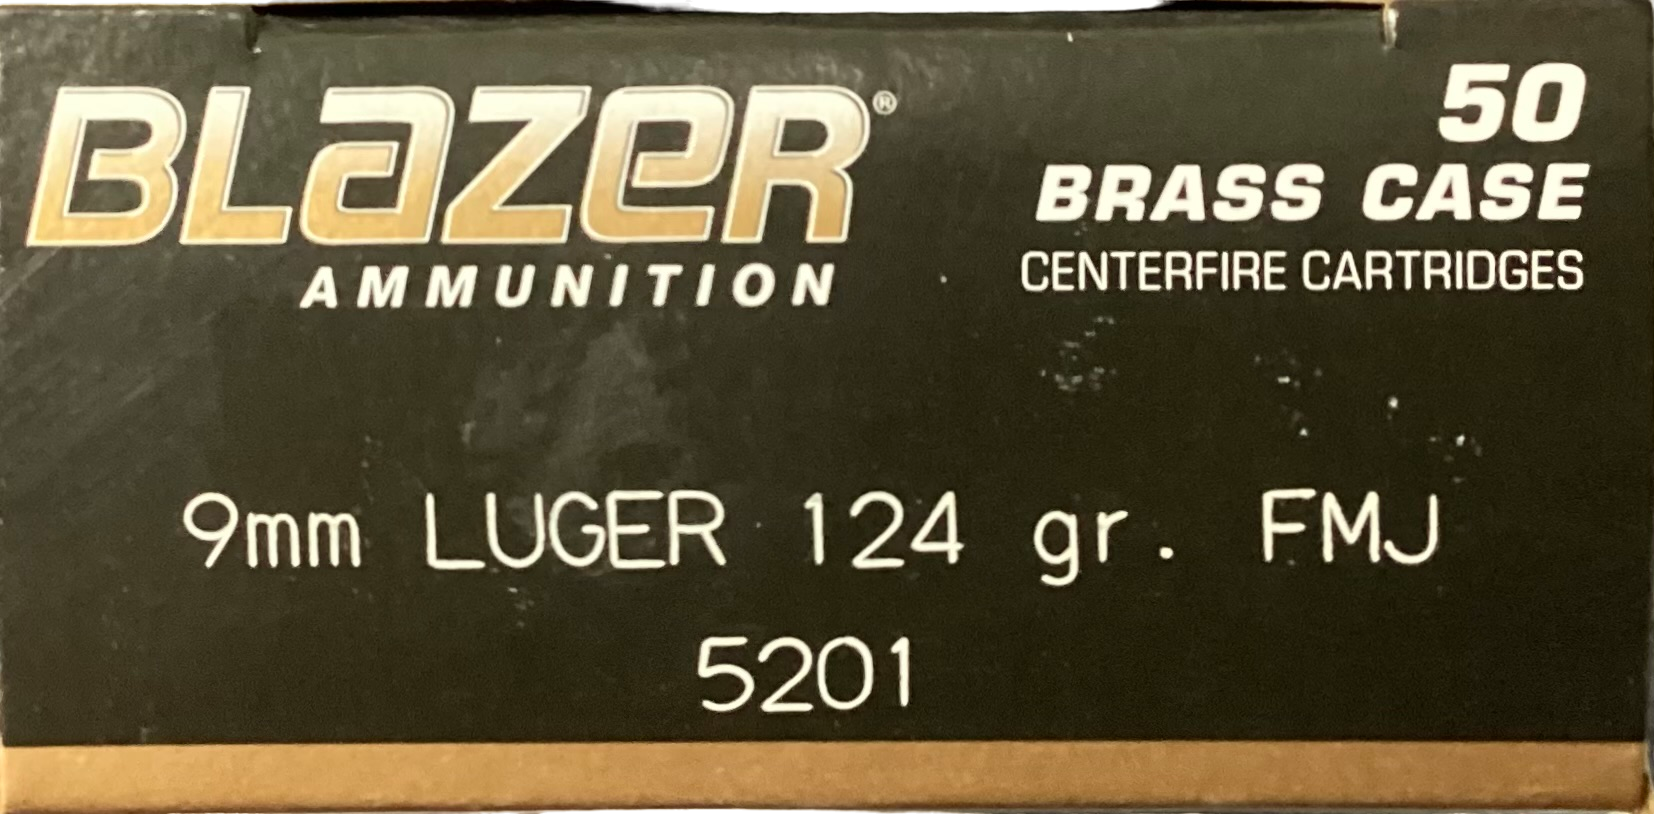 BLaZeR®
AMMUNITION
50
BRASS CASE
CENTERFIRE CARTRIDGES
9mm LUGER 124 gr. FMJ
5201